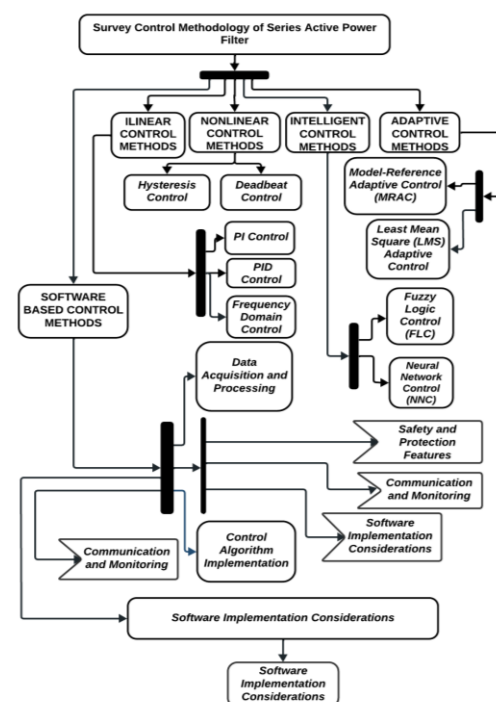 Survey Control Methodology of Series Active Power
Filter
ILINEAR
CONTROL
METHODS
NONLINEAR
CONTROL
METHODS
INTELLIGENT
CONTROL
METHODS
ADAPTIVE
CONTROL
METHODS
Hysteresis
Control
Deadbeat
Control
Model-Reference
Adaptive Control
(MRAC)
Least Mean
Square (LMS)
Adaptive
Control
PI Control
PID
Control
Frequency
Domain
Control
SOFTWARE
BASED CONTROL
METHODS
Fuzzy
Logic
Control
(FLC)
Neural
Network
Control
(NNC)
Data
Acquisition and
Processing
Safety and
Protection
Features
Communication
and Monitoring
Software
Implementation
Considerations
Communication
and Monitoring
Control
Algorithm
Implementation
Software Implementation Considerations
Software
Implementation
Considerations